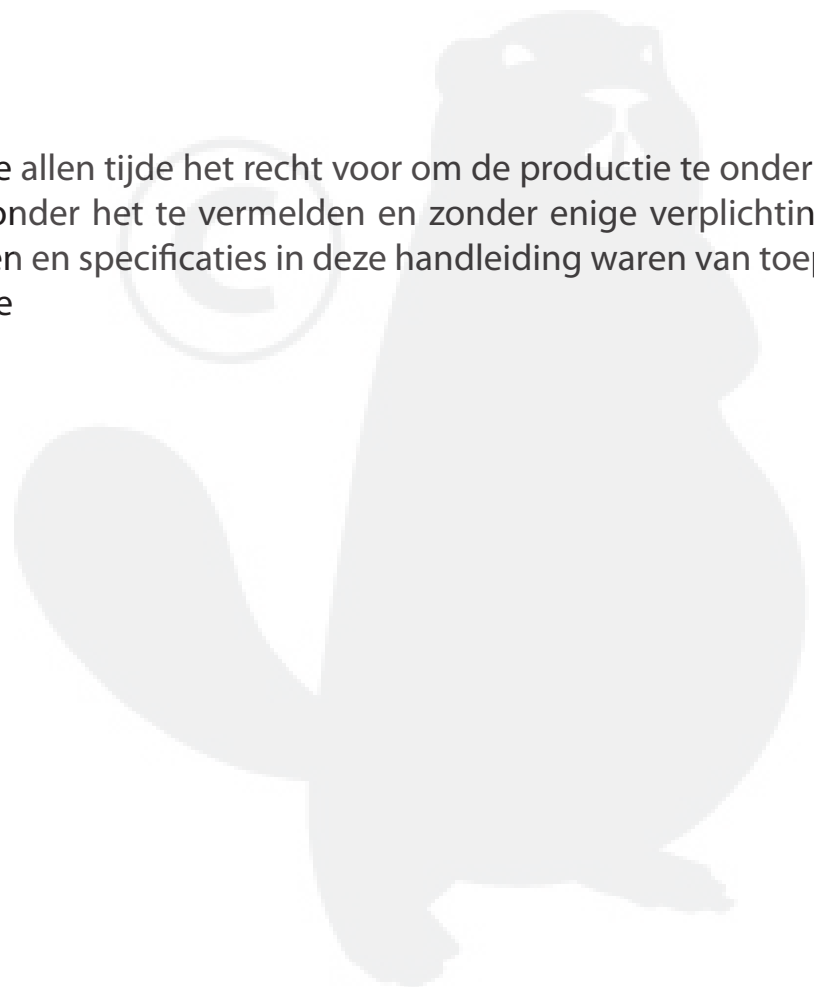 e allen tijde het recht voor om de productie te onder
onder het te vermelden en zonder enige verplichtin
en en specificaties in deze handleiding waren van toep
e
©